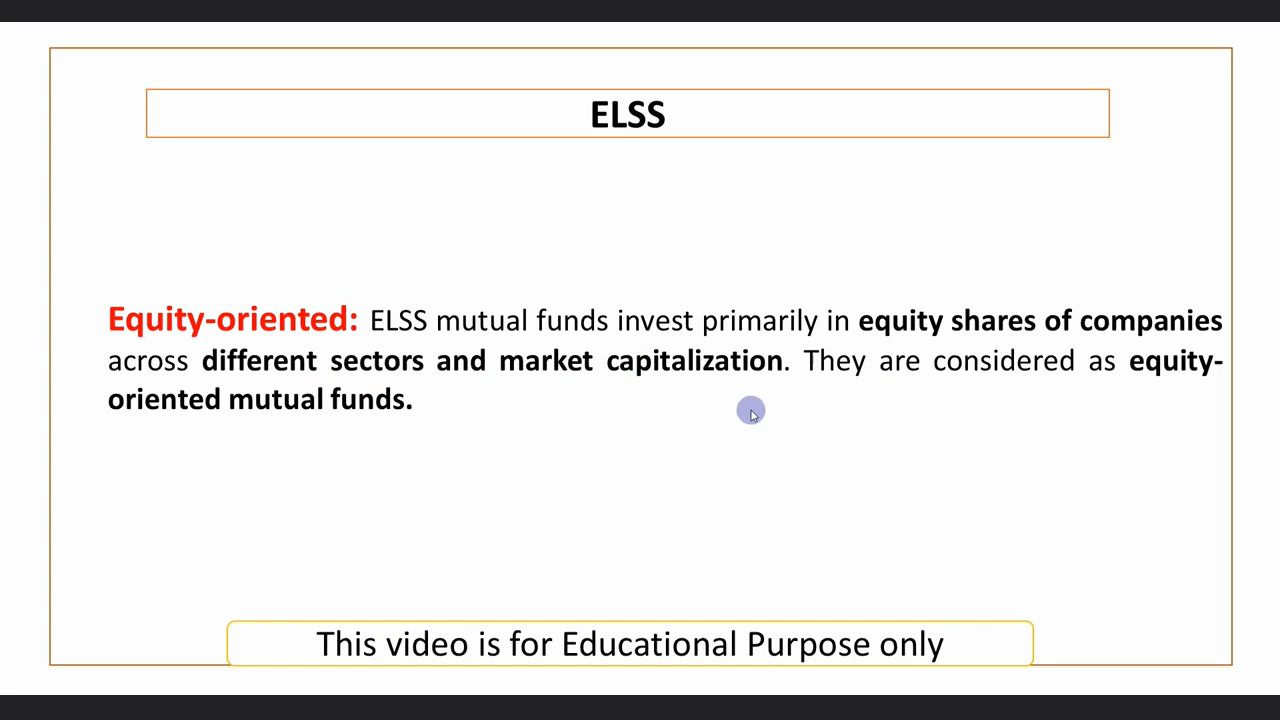 ELSS
Equity-oriented: ELSS mutual funds invest primarily in equity shares of companies
across different sectors and market capitalization. They are considered as equity-
oriented mutual funds.
This video is for Educational Purpose only